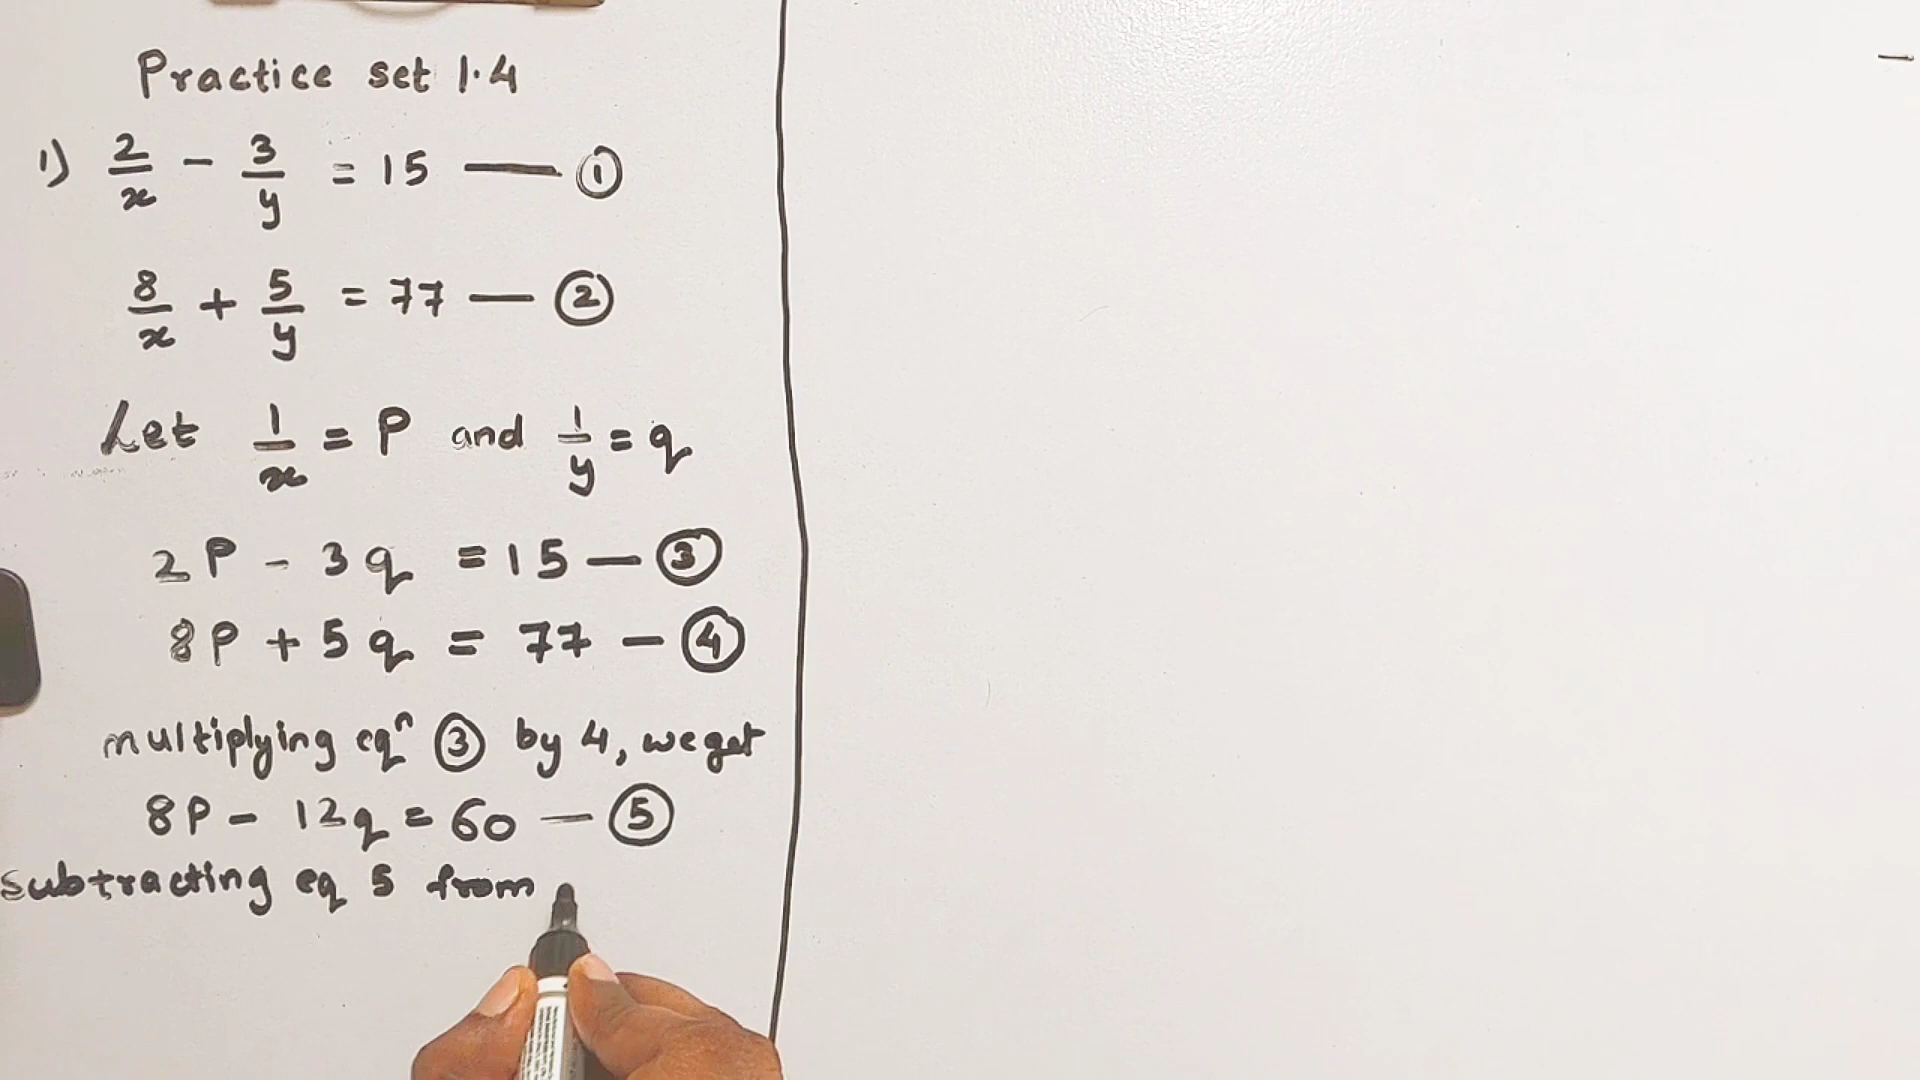 Practice set 1.4
1) 2/x - 3/y = 15 — ①
8/x + 5/y = 77 — ②
Let 1/x = P and 1/y = q
2P - 3q = 15 — ③
8P + 5q = 77 — ④
multiplying eqⁿ ③ by 4, we get
8P - 12q = 60 — ⑤
subtracting eq 5 from